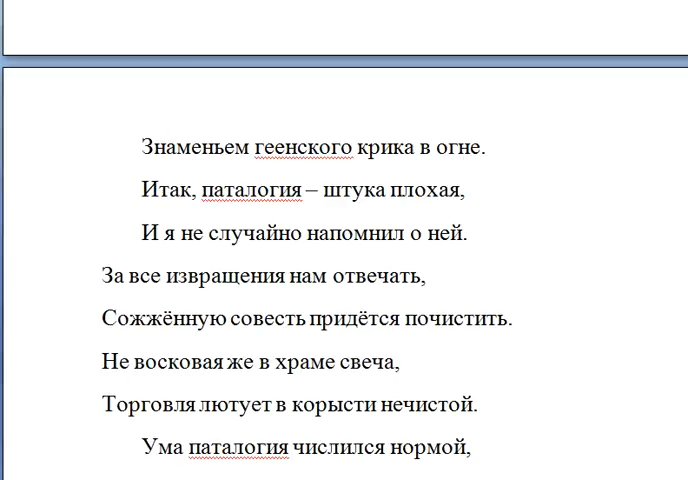 Знаменьем геенского крика в огне.
Итак, паталогия – штука плохая,
И я не случайно напомнил о ней.
За все извращения нам отвечать,
Сожжённую совесть придётся почистить.
Не восковая же в храме свеча,
Торговля лютует в корысти нечистой.
Ума паталогия числился нормой,